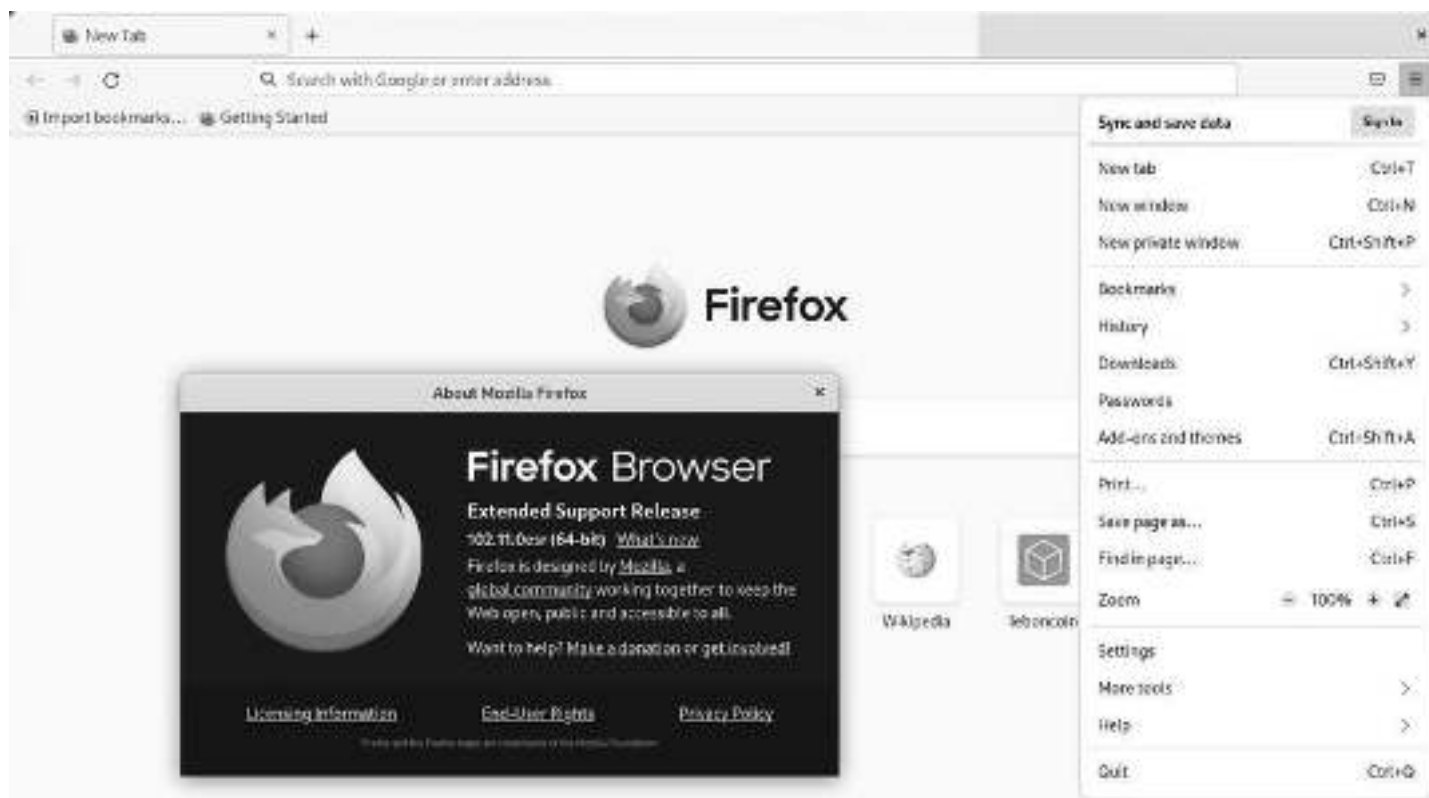 New Tab
Search with Google or enter address
Import bookmarks... Getting Started
Sync and save data Sign In
New tab Ctrl+T
New window Ctrl+N
New private window Ctrl+Shift+P
Bookmarks
History
Downloads Ctrl+Shift+Y
Passwords
Add-ons and themes Ctrl+Shift+A
Print... Ctrl+P
Save page as... Ctrl+S
Find in page... Ctrl+F
Zoom 100%
Settings
More tools
Help
Quit Ctrl+Q
Firefox
About Mozilla Firefox
Firefox Browser
Extended Support Release
102.11.0esr (64-bit) What's new
Firefox is designed by Mozilla, a
global community working together to keep the
Web open, public and accessible to all.
Want to help? Make a donation or get involved!
Licensing Information End-User Rights Privacy Policy
Wikipedia leboncoin